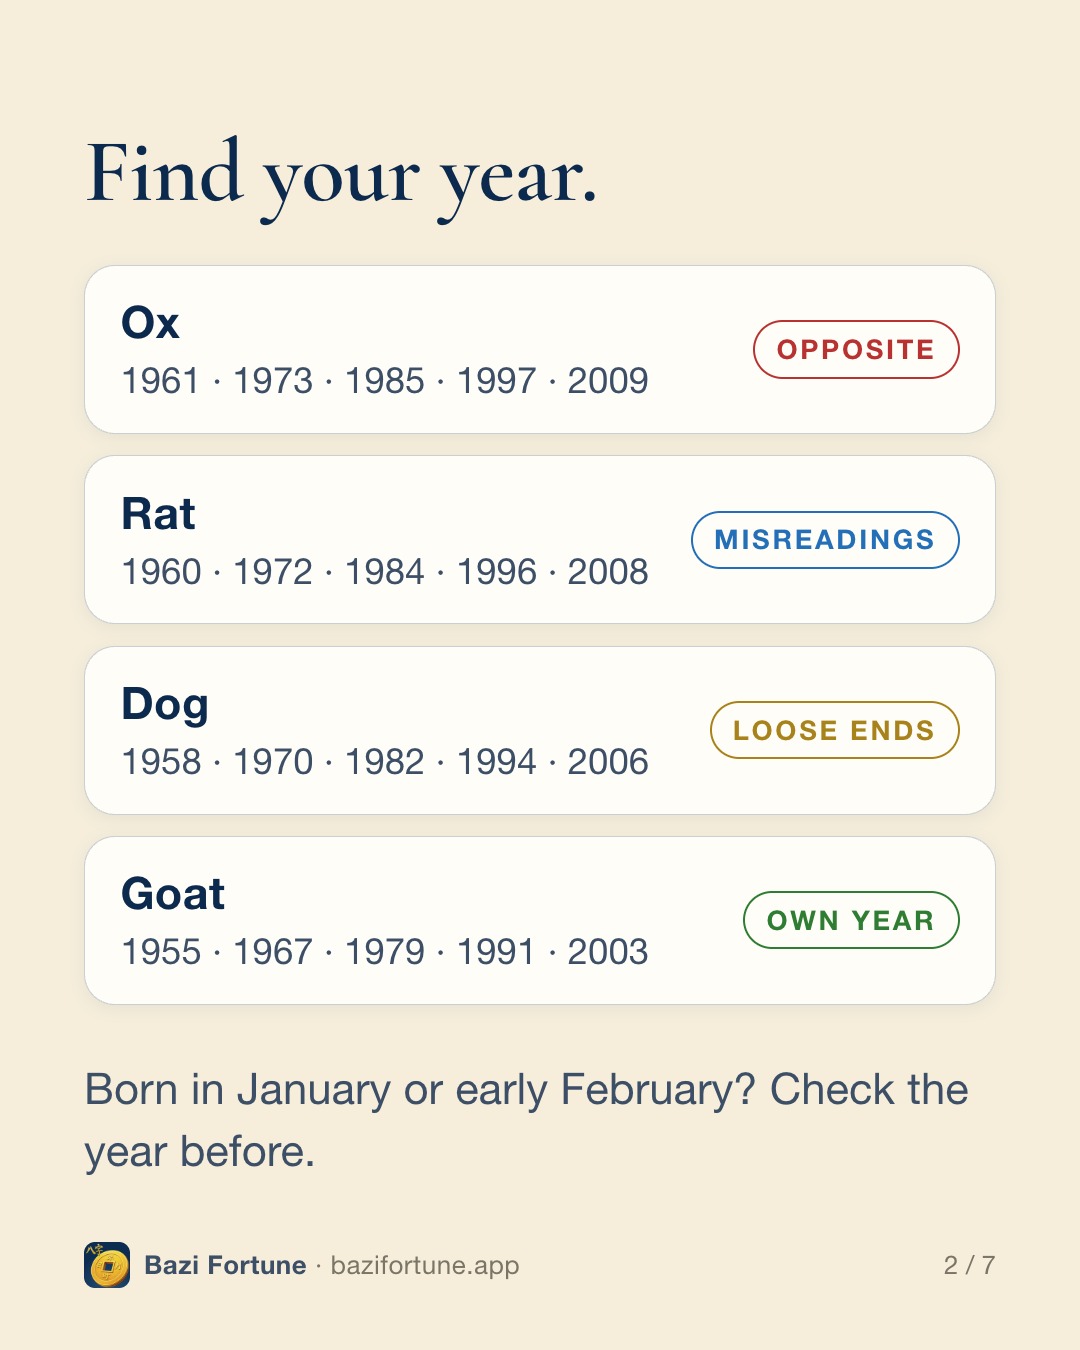 Find your year.
Ox
1961 · 1973 · 1985 · 1997 · 2009
OPPOSITE
Rat
1960 · 1972 · 1984 · 1996 · 2008
MISREADINGS
Dog
1958 · 1970 · 1982 · 1994 · 2006
LOOSE ENDS
Goat
1955 · 1967 · 1979 · 1991 · 2003
OWN YEAR
Born in January or early February? Check the
year before.
八字
Bazi Fortune · bazifortune.app
2 / 7